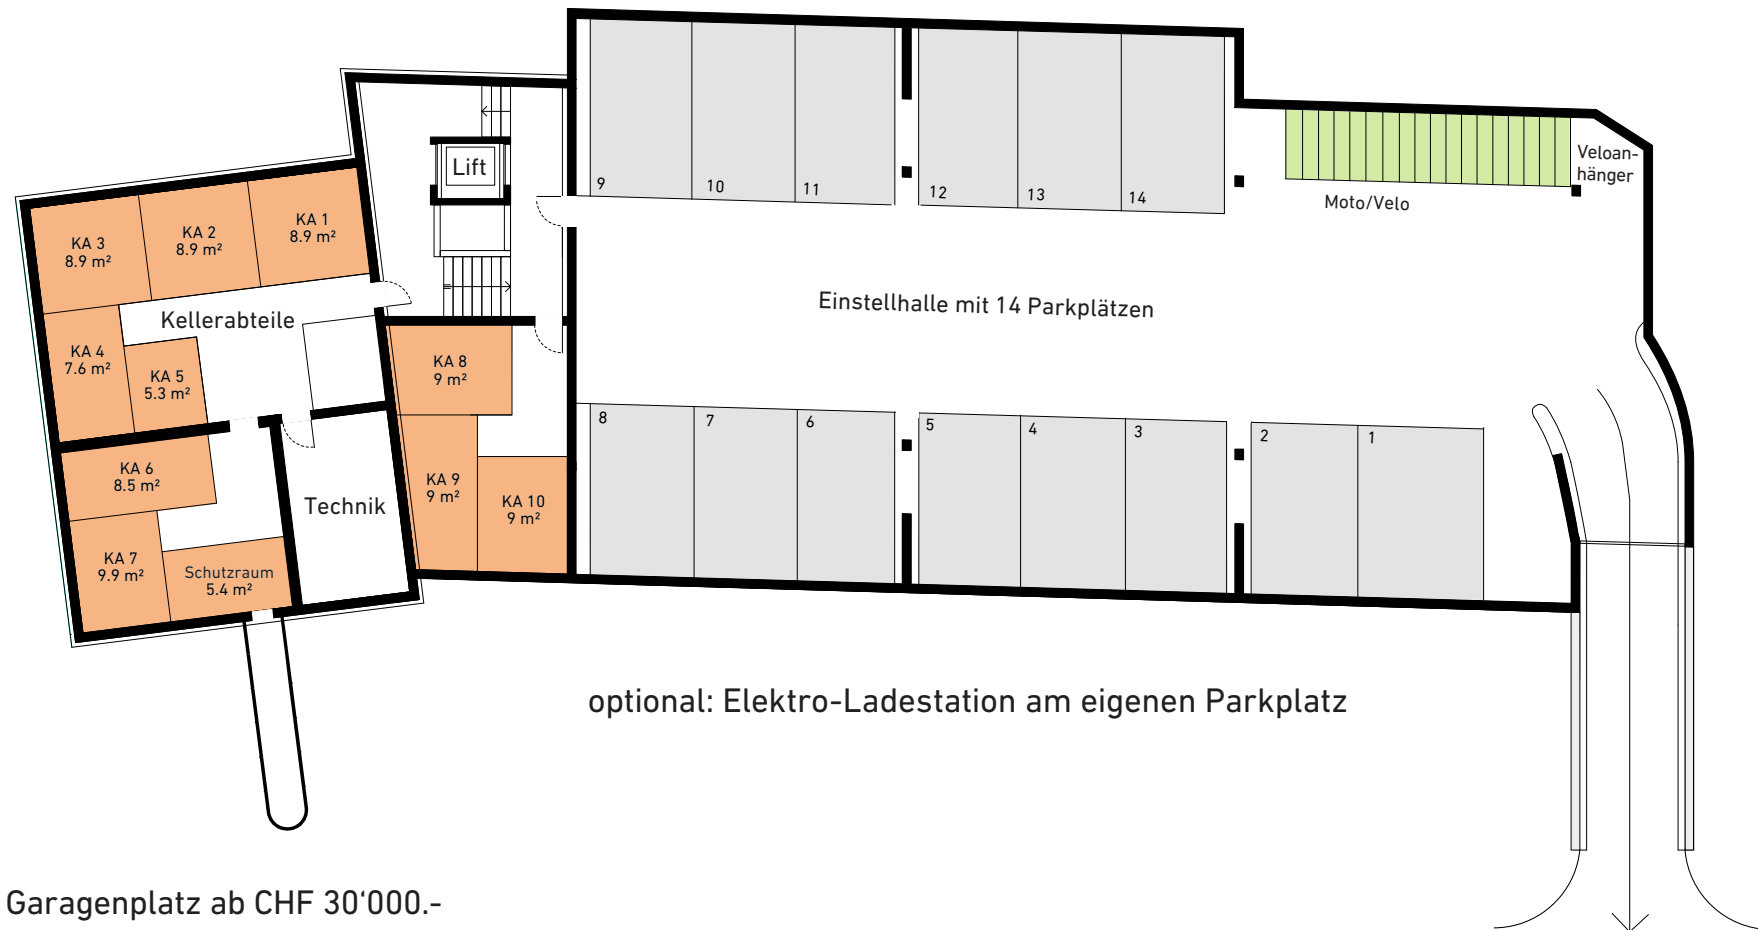 Lift
9
10
11
12
13
14
Veloan-
hänger
Moto/Velo
KA 1
8.9 m²
KA 2
8.9 m²
KA 3
8.9 m²
Kellerabteile
Einstellhalle mit 14 Parkplätzen
KA 4
7.6 m²
KA 5
5.3 m²
KA 8
9 m²
8
7
6
5
4
3
2
1
KA 6
8.5 m²
Technik
KA 9
9 m²
KA 10
9 m²
KA 7
9.9 m²
Schutzraum
5.4 m²
optional: Elektro-Ladestation am eigenen Parkplatz
Garagenplatz ab CHF 30‘000.-